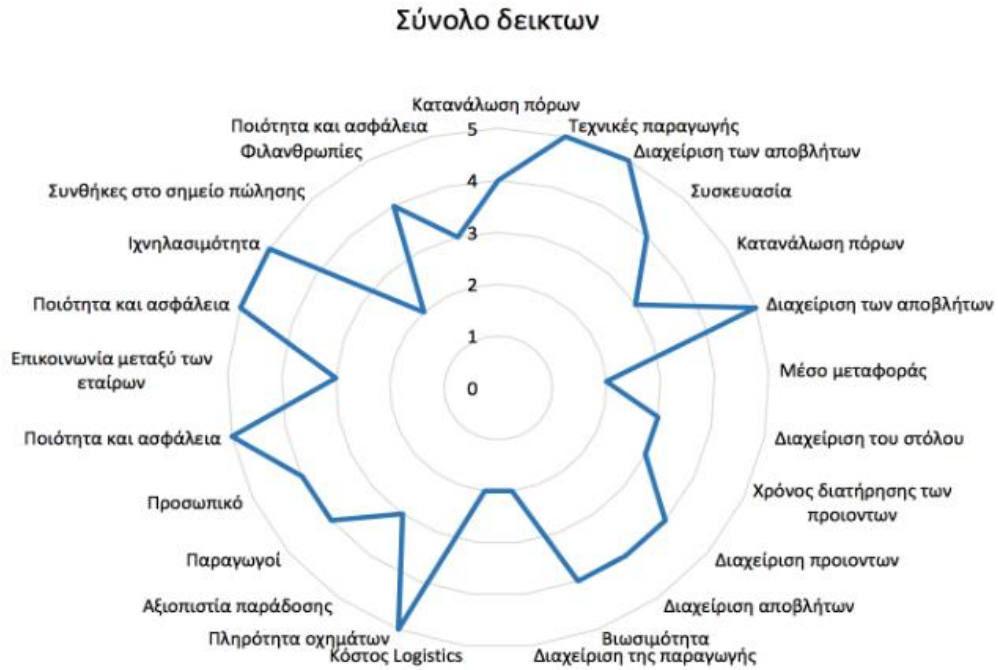 Σύνολο δεικτων
Κατανάλωση πόρων
Τεχνικές παραγωγής
Διαχείριση των αποβλήτων
Συσκευασία
Κατανάλωση πόρων
Διαχείριση των αποβλήτων
Μέσο μεταφοράς
Διαχείριση του στόλου
Χρόνος διατήρησης των
προιοντων
Διαχείριση προιοντων
Διαχείριση αποβλήτων
Βιωσιμότητα
Διαχείριση της παραγωγής
Κόστος Logistics
Πληρότητα οχημάτων
Αξιοπιστία παράδοσης
Παραγωγοί
Προσωπικό
Ποιότητα και ασφάλεια
Επικοινωνία μεταξύ των
εταίρων
Ποιότητα και ασφάλεια
Ιχνηλασιμότητα
Συνθήκες στο σημείο πώλησης
Φιλανθρωπίες
Ποιότητα και ασφάλεια
5
4
3
2
1
0